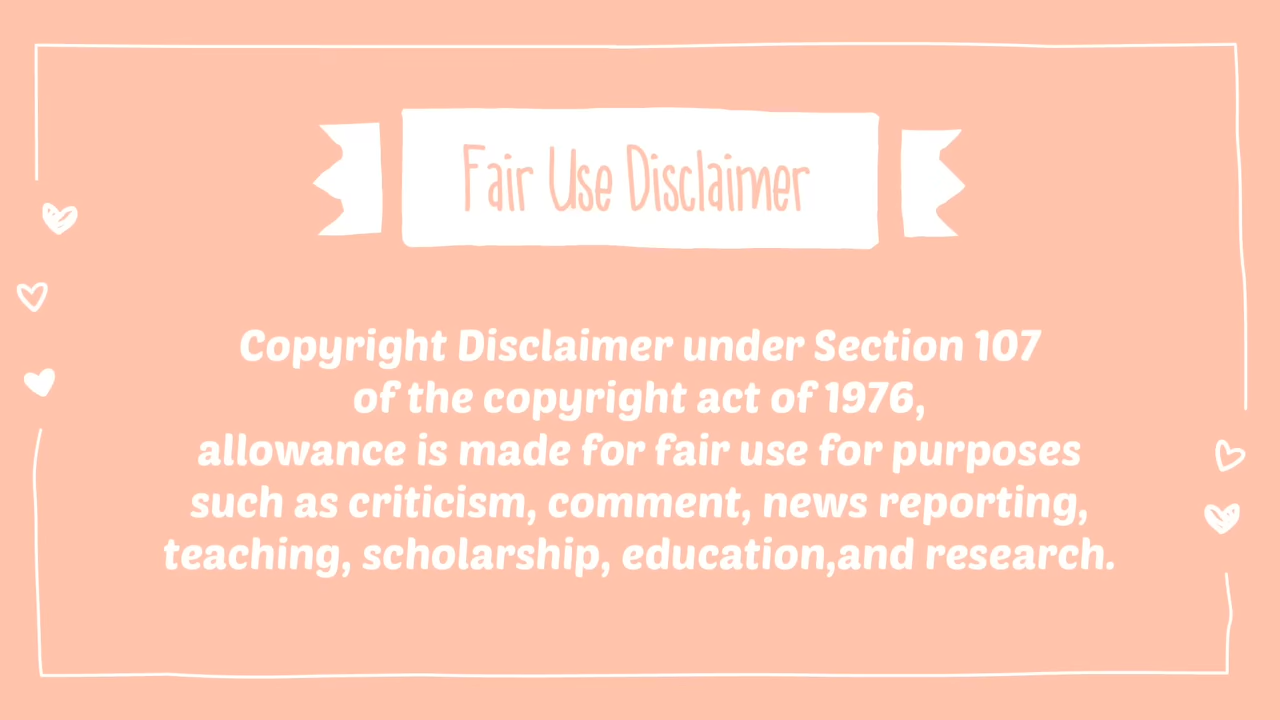 Fair Use Disclaimer
Copyright Disclaimer under Section 107
of the copyright act of 1976,
allowance is made for fair use for purposes
such as criticism, comment, news reporting,
teaching, scholarship, education,and research.